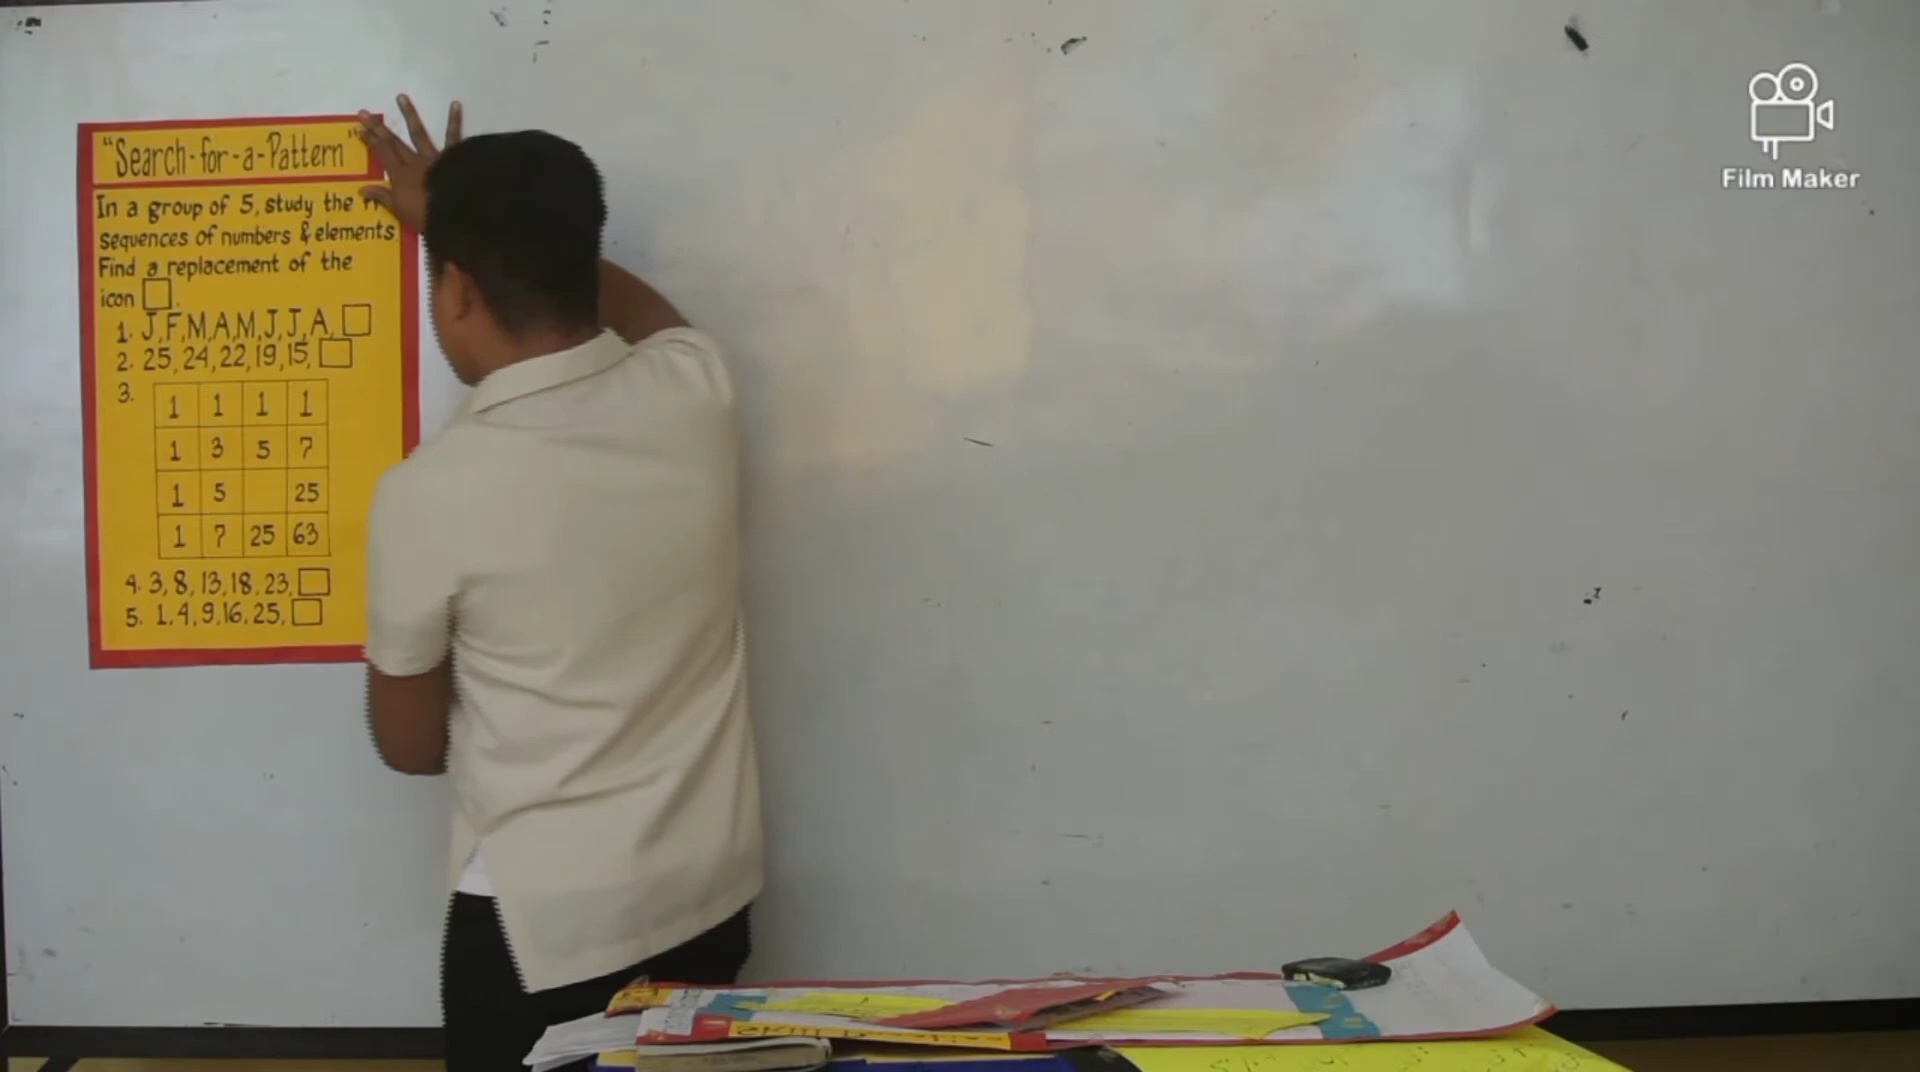 "Search-for-a-Pattern"
In a group of 5, study the
sequences of numbers & elements.
Find a replacement of the
icon □.
1. J, F, M, A, M, J, J, A, □
2. 25, 24, 22, 19, 15, □
3.
1 1 1 1
1 3 5 7
1 5 25
1 7 25 63
4. 3, 8, 13, 18, 23, □
5. 1, 4, 9, 16, 25, □
Film Maker